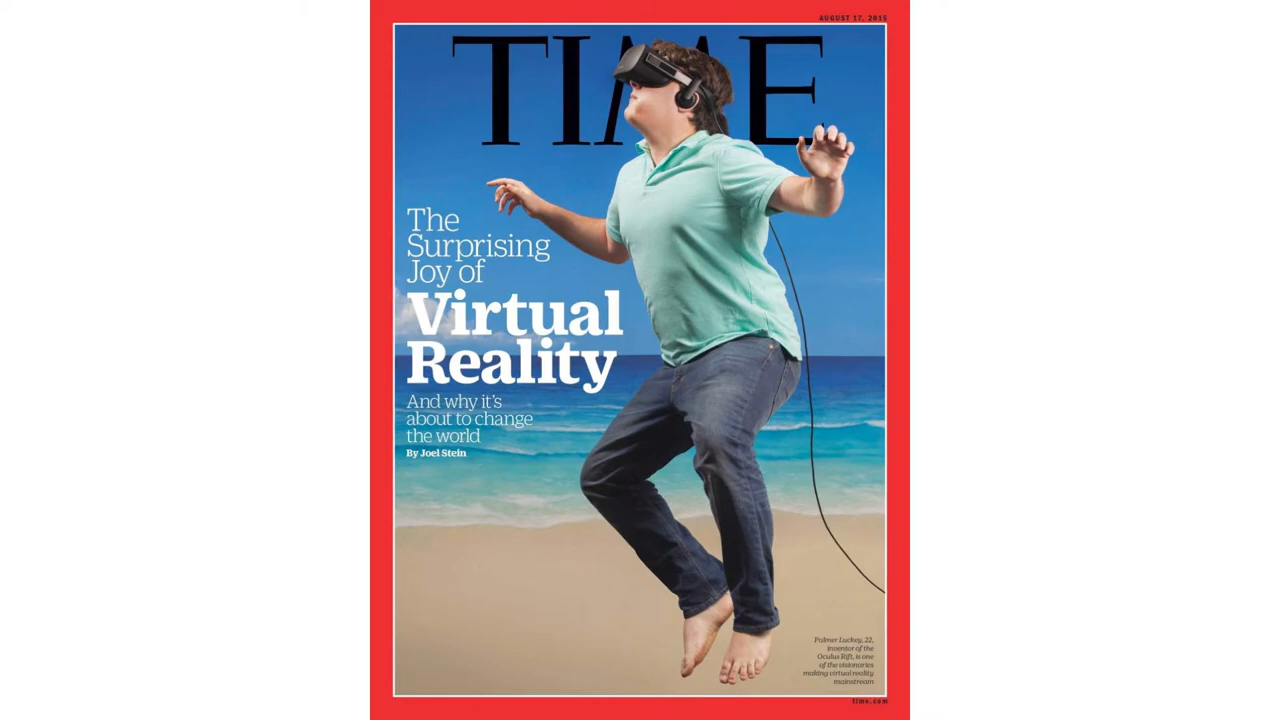 AUGUST 17, 2015
TIME
The
Surprising
Joy of
Virtual
Reality
And why it's
about to change
the world
By Joel Stein
Palmer Luckey, 22,
inventor of the
Oculus Rift, is one
of the visionaries
making virtual reality
mainstream
time.com